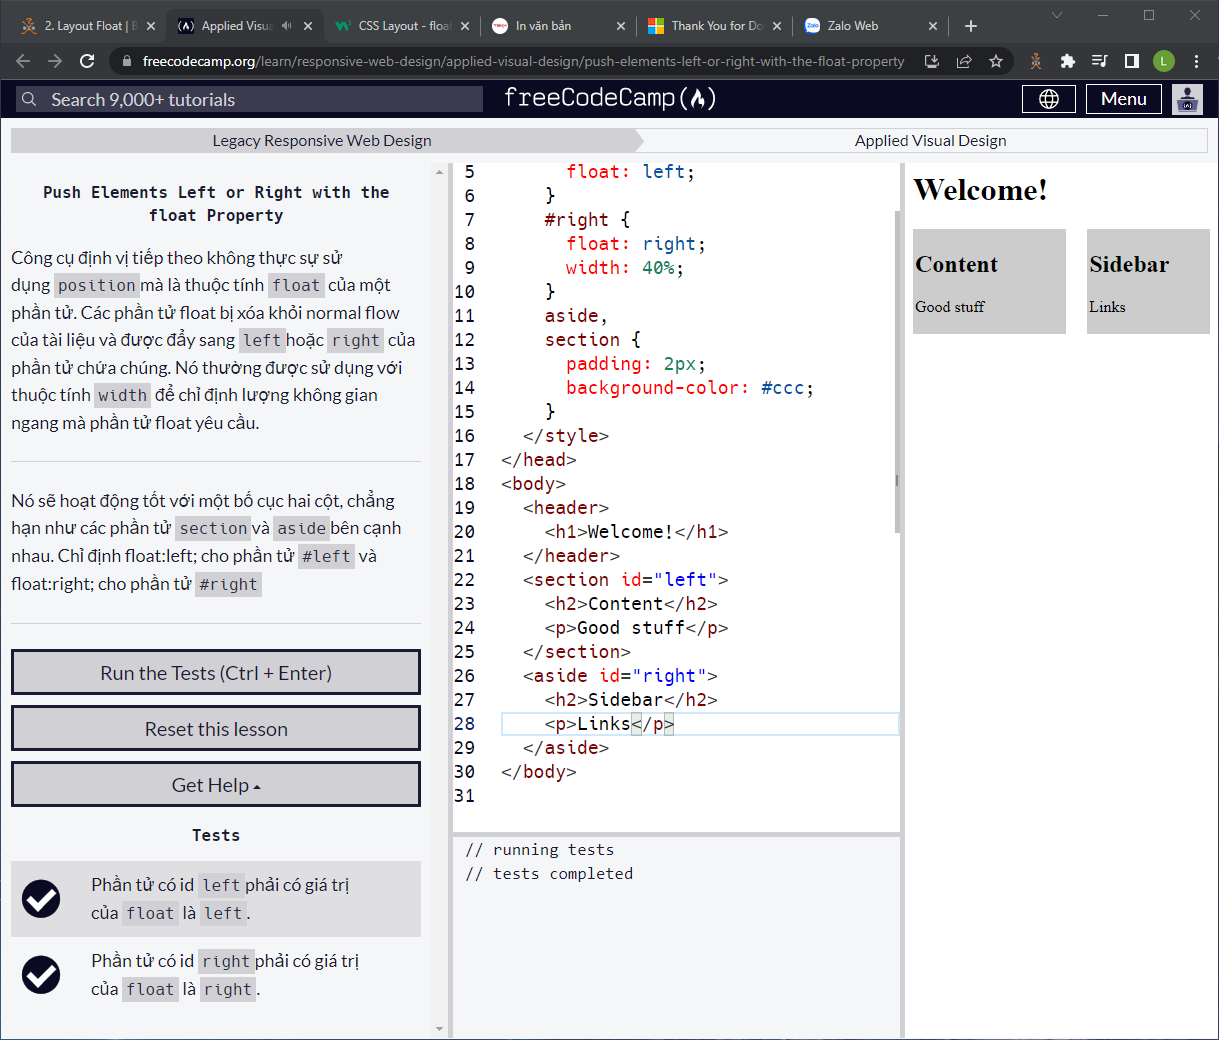 2. Layout Float | B
Applied Visua
CSS Layout - floa
In văn bản
Thank You for Do
Zalo Web
freecodecamp.org/learn/responsive-web-design/applied-visual-design/push-elements-left-or-right-with-the-float-property
L
Search 9,000+ tutorials
freeCodeCamp
Menu
Legacy Responsive Web Design
Applied Visual Design
Push Elements Left or Right with the
float Property
Công cụ định vị tiếp theo không thực sự sử
dụng position mà là thuộc tính float của một
phần tử. Các phần tử float bị xóa khỏi normal flow
của tài liệu và được đẩy sang left hoặc right của
phần tử chứa chúng. Nó thường được sử dụng với
thuộc tính width để chỉ định lượng không gian
ngang mà phần tử float yêu cầu.
Nó sẽ hoạt động tốt với một bố cục hai cột, chẳng
hạn như các phần tử section và aside bên cạnh
nhau. Chỉ định float:left; cho phần tử #left và
float:right; cho phần tử #right
Run the Tests (Ctrl + Enter)
Reset this lesson
Get Help
Tests
Phần tử có id left phải có giá trị
của float là left.
Phần tử có id right phải có giá trị
của float là right.
5 float: left;
6 }
7 #right {
8 float: right;
9 width: 40%;
10 }
11 aside,
12 section {
13 padding: 2px;
14 background-color: #ccc;
15 }
16 </style>
17 </head>
18 <body>
19 <header>
20 <h1>Welcome!</h1>
21 </header>
22 <section id="left">
23 <h2>Content</h2>
24 <p>Good stuff</p>
25 </section>
26 <aside id="right">
27 <h2>Sidebar</h2>
28 <p>Links</p>
29 </aside>
30 </body>
31
// running tests
// tests completed
Welcome!
Content
Good stuff
Sidebar
Links